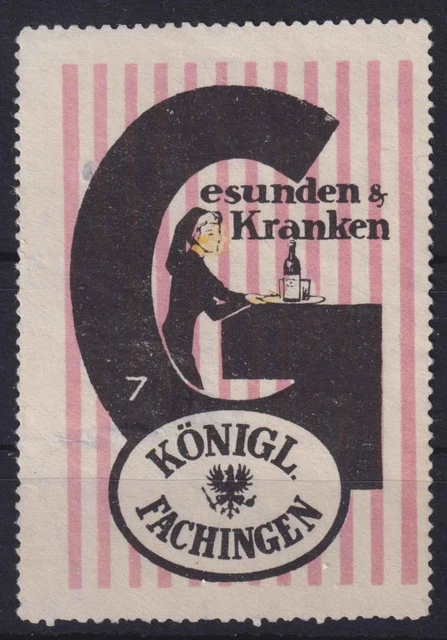 Gesunden &
Kranken
7
KÖNIGL.
FACHINGEN